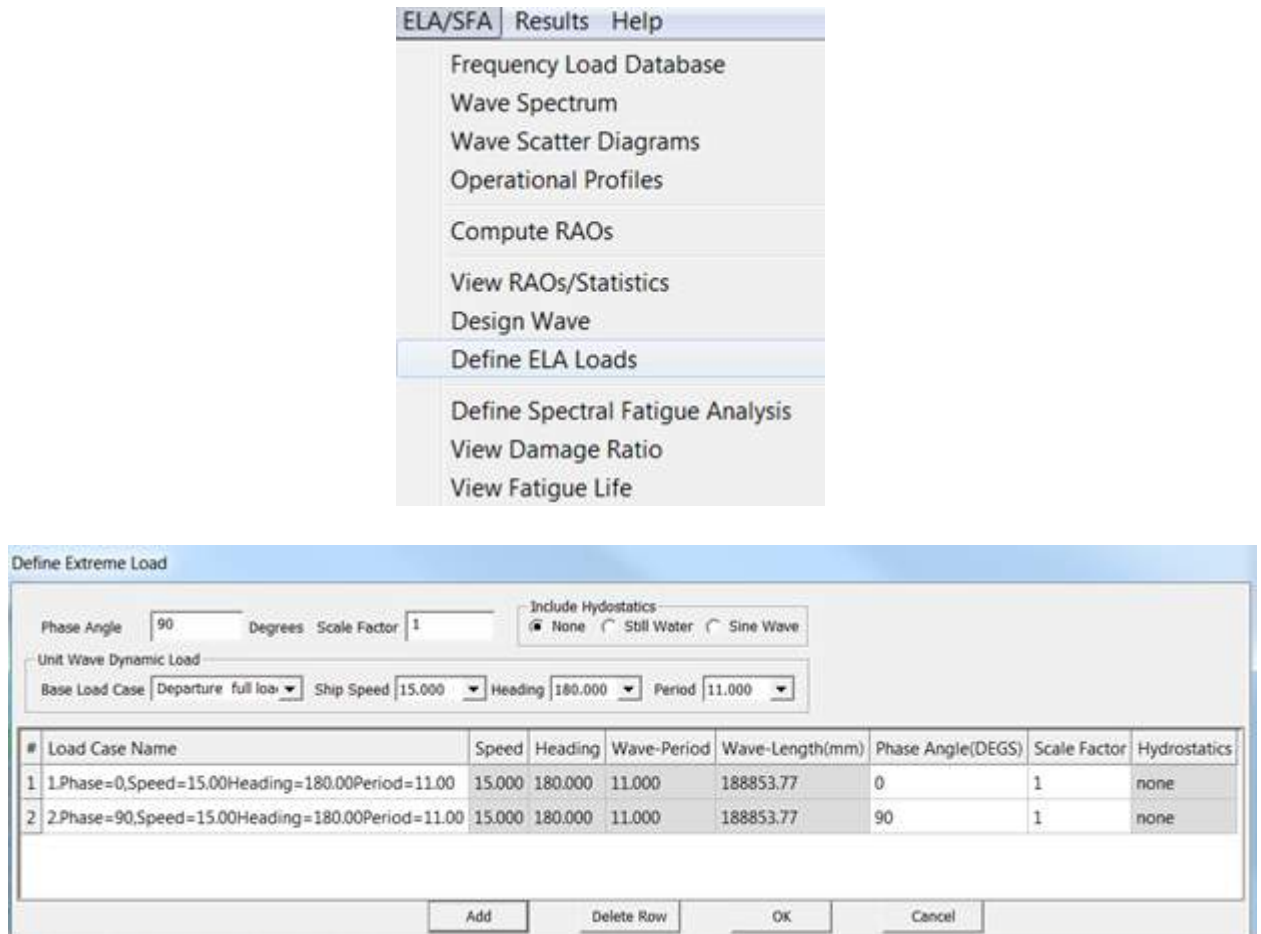 ELA/SFA Results Help
Frequency Load Database
Wave Spectrum
Wave Scatter Diagrams
Operational Profiles
Compute RAOs
View RAOs/Statistics
Design Wave
Define ELA Loads
Define Spectral Fatigue Analysis
View Damage Ratio
View Fatigue Life
Define Extreme Load
Include Hydostatics
Phase Angle 90 Degrees Scale Factor 1 None Still Water Sine Wave
Unit Wave Dynamic Load
Base Load Case Departure full loa Ship Speed 15.000 Heading 180.000 Period 11.000
# Load Case Name Speed Heading Wave-Period Wave-Length(mm) Phase Angle(DEGS) Scale Factor Hydrostatics
1 1.Phase=0,Speed=15.00Heading=180.00Period=11.00 15.000 180.000 11.000 188853.77 0 1 none
2 2.Phase=90,Speed=15.00Heading=180.00Period=11.00 15.000 180.000 11.000 188853.77 90 1 none
Add Delete Row OK Cancel